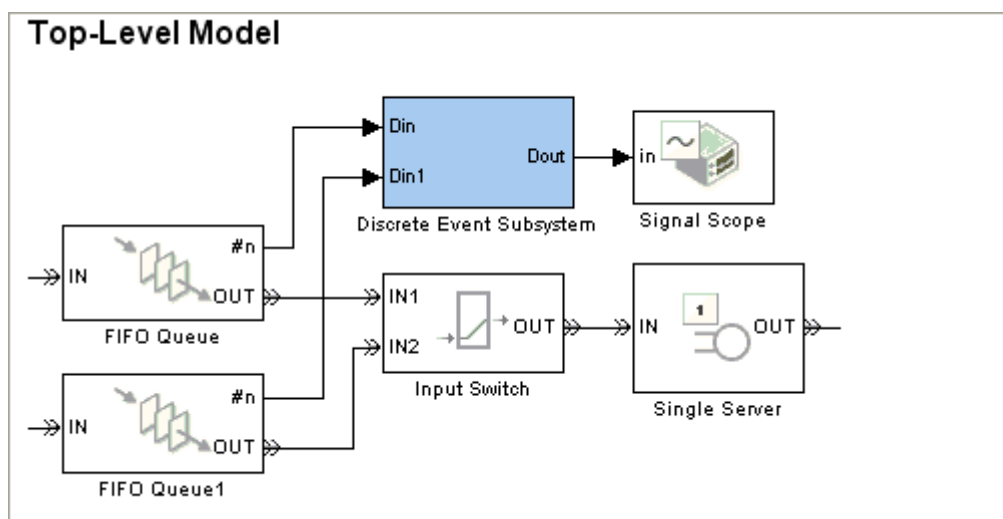 Top-Level Model
Din
Din1
Dout
Discrete Event Subsystem
in
Signal Scope
IN
#n
OUT
FIFO Queue
IN1
IN2
OUT
Input Switch
IN
1
OUT
Single Server
IN
#n
OUT
FIFO Queue1